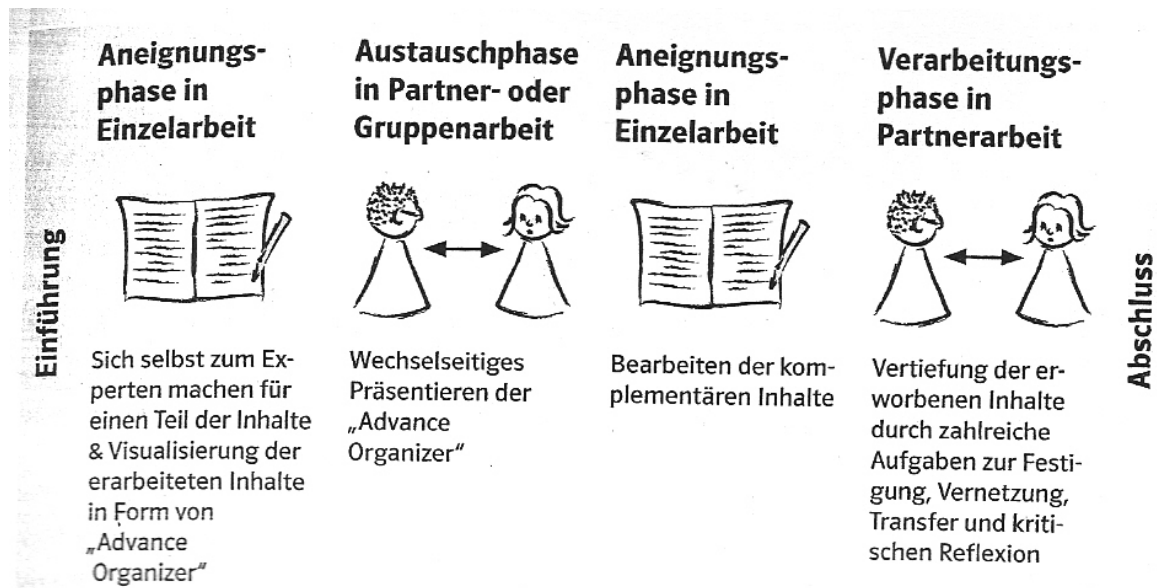 Einführung
Aneignungs-
phase in
Einzelarbeit
Sich selbst zum Ex-
perten machen für
einen Teil der Inhalte
& Visualisierung der
erarbeiteten Inhalte
in Form von
„Advance
Organizer“
Austauschphase
in Partner- oder
Gruppenarbeit
Wechselseitiges
Präsentieren der
„Advance
Organizer“
Aneignungs-
phase in
Einzelarbeit
Bearbeiten der kom-
plementären Inhalte
Verarbeitungs-
phase in
Partnerarbeit
Vertiefung der er-
worbenen Inhalte
durch zahlreiche
Aufgaben zur Festi-
gung, Vernetzung,
Transfer und kriti-
schen Reflexion
Abschluss